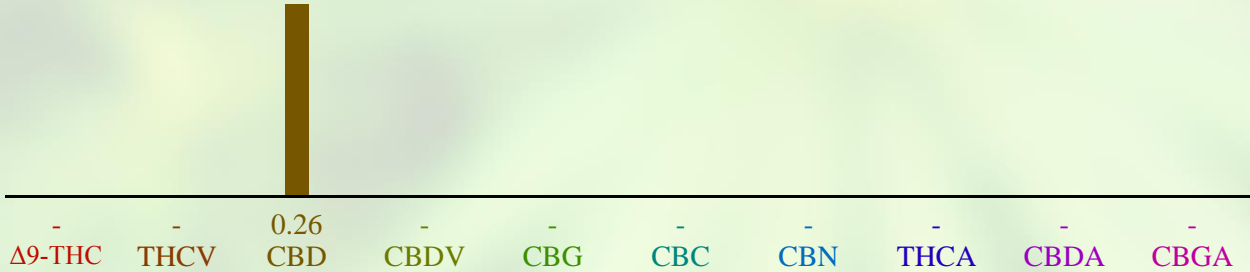 - - 0.26 - - - - - - -
Δ9-THC THCV CBD CBDV CBG CBC CBN THCA CBDA CBGA